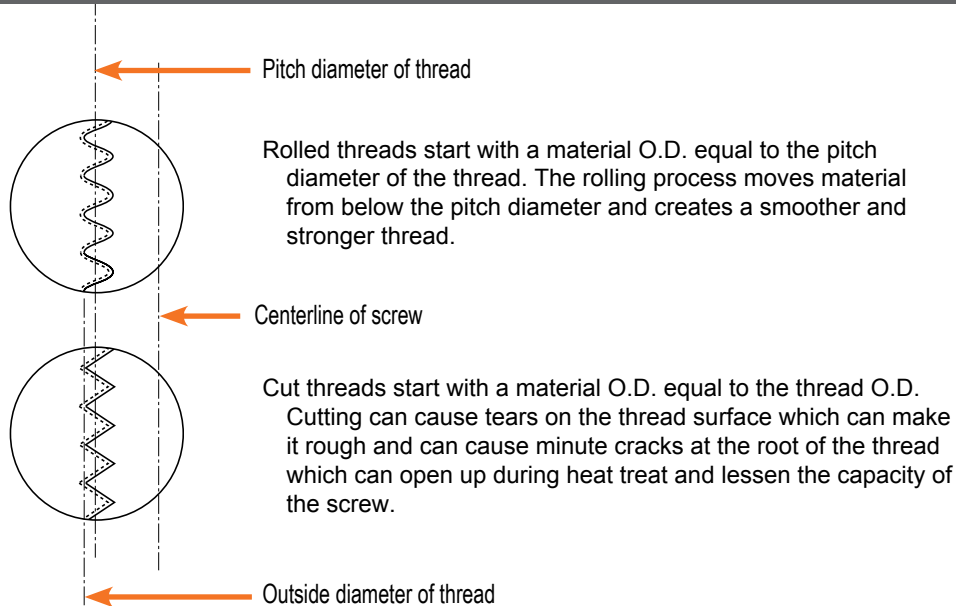 Pitch diameter of thread
Rolled threads start with a material O.D. equal to the pitch
diameter of the thread. The rolling process moves material
from below the pitch diameter and creates a smoother and
stronger thread.
Centerline of screw
Cut threads start with a material O.D. equal to the thread O.D.
Cutting can cause tears on the thread surface which can make
it rough and can cause minute cracks at the root of the thread
which can open up during heat treat and lessen the capacity of
the screw.
Outside diameter of thread